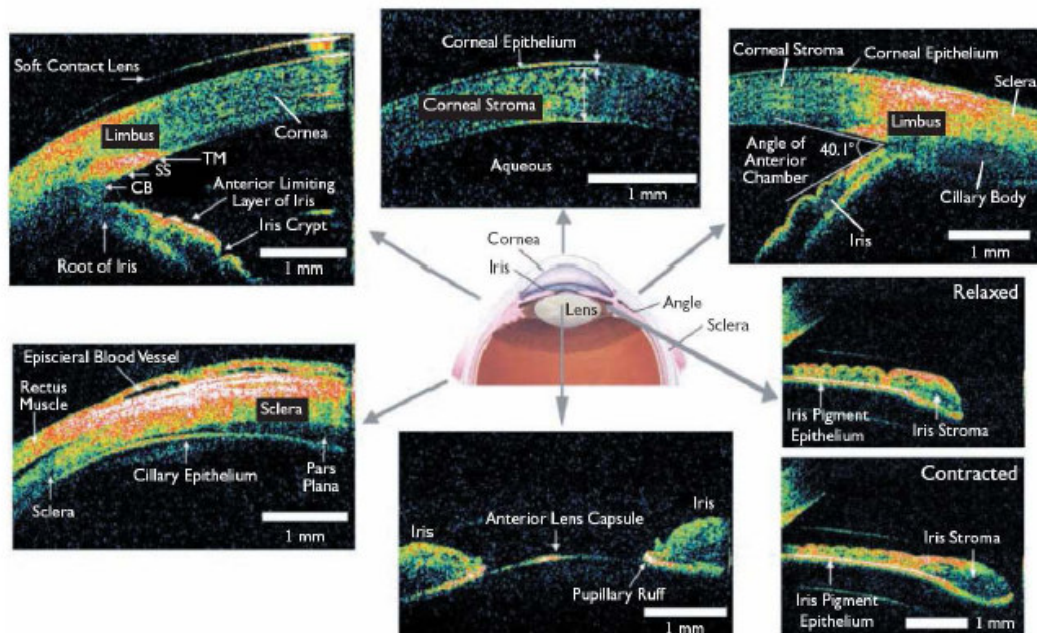 Soft Contact Lens
Limbus
Cornea
TM
SS
CB
Anterior Limiting
Layer of Iris
Iris Crypt
Root of Iris
1 mm
Corneal Epithelium
Corneal Stroma
Aqueous
1 mm
Corneal Stroma
Corneal Epithelium
Sclera
Limbus
40.1°
Angle of
Anterior
Chamber
Cillary Body
Iris
1 mm
Cornea
Iris
Lens
Angle
Sclera
Relaxed
Iris Pigment
Epithelium
Iris Stroma
Episcieral Blood Vessel
Rectus
Muscle
Sclera
Cillary Epithelium
Pars
Plana
Sclera
1 mm
Iris
Anterior Lens Capsule
Iris
Pupillary Ruff
1 mm
Contracted
Iris Stroma
Iris Pigment
Epithelium
1 mm